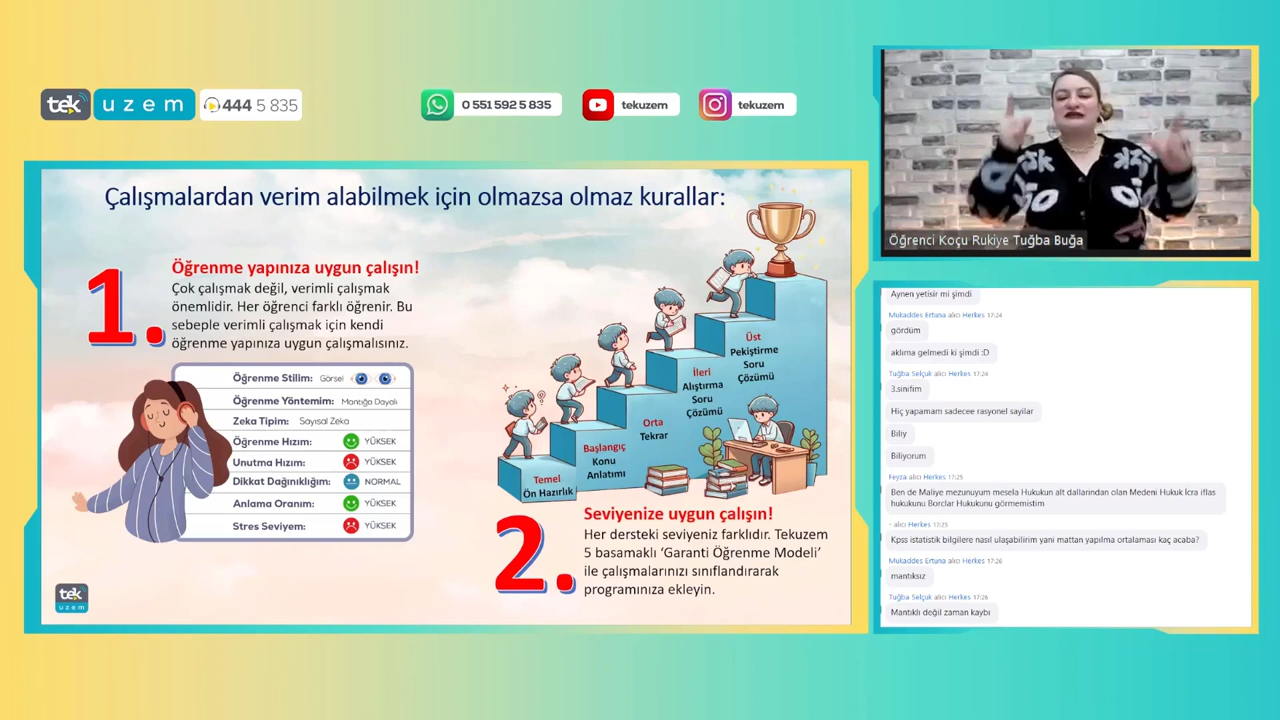 tek uzem 444 5 835
0 551 592 5 835
tekuzem
tekuzem
Çalışmalardan verim alabilmek için olmazsa olmaz kurallar:
1.
Öğrenme yapınıza uygun çalışın!
Çok çalışmak değil, verimli çalışmak
önemlidir. Her öğrenci farklı öğrenir. Bu
sebeple verimli çalışmak için kendi
öğrenme yapınıza uygun çalışmalısınız.
Öğrenme Stilim: Görsel
Öğrenme Yöntemim: Mantığa Dayalı
Zeka Tipim: Sayısal Zeka
Öğrenme Hızım: YÜKSEK
Unutma Hızım: YÜKSEK
Dikkat Dağınıklığım: NORMAL
Anlama Oranım: YÜKSEK
Stres Seviyem: YÜKSEK
Temel
Ön Hazırlık
Başlangıç
Konu
Anlatımı
Orta
Tekrar
İleri
Alıştırma
Soru
Çözümü
Üst
Pekiştirme
Soru
Çözümü
2.
Seviyenize uygun çalışın!
Her dersteki seviyeniz farklıdır. Tekuzem
5 basamaklı ‘Garanti Öğrenme Modeli’
ile çalışmalarınızı sınıflandırarak
programınıza ekleyin.
tek
uzem
Öğrenci Koçu Rukiye Tuğba Buğa
Aynen yetisir mi şimdi
Mukaddes Ertuna alıcı Herkes 17:24
gördüm
aklıma gelmedi ki şimdi :D
Tuğba Selçuk alıcı Herkes 17:24
3.sinifim
Hiç yapamam sadecee rasyonel sayilar
Biliy
Biliyorum
Feyza alıcı Herkes 17:25
Ben de Maliye mezunuyum mesela Hukukun alt dallarindan olan Medeni Hukuk İcra iflas
hukukunu Borclar Hukukunu görmemistim
- alıcı Herkes 17:25
Kpss istatistik bilgilere nasıl ulaşabilirim yani mattan yapılma ortalaması kaç acaba?
Mukaddes Ertuna alıcı Herkes 17:26
mantıksız
Tuğba Selçuk alıcı Herkes 17:26
Mantıklı değil zaman kaybı